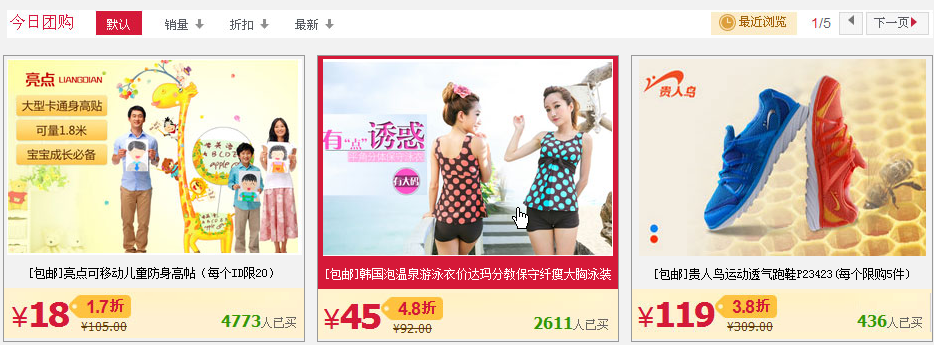 今日团购 默认 销量 折扣 最新 最近浏览 1/5 下一页
亮点 LIANGDIAN
大型卡通身高贴
可量1.8米
宝宝成长必备
有"点"诱惑
有大码
贵人鸟
[包邮]亮点可移动儿童防身高帖（每个ID限20）
[包邮]韩国泡温泉游泳衣价达玛分教保守纤瘦大胸泳装
[包邮]贵人鸟运动透气跑鞋P23423(每个限购5件）
¥18 1.7折 ¥105.00 4773人已买
¥45 4.8折 ¥92.00 2611人已买
¥119 3.8折 ¥309.00 436人已买